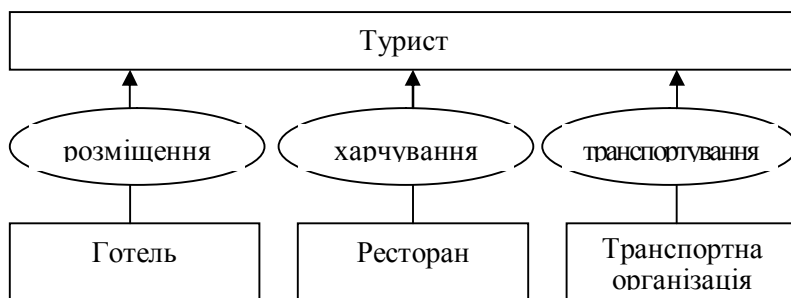 Турист
розміщення
харчування
транспортування
Готель
Ресторан
Транспортна
організація